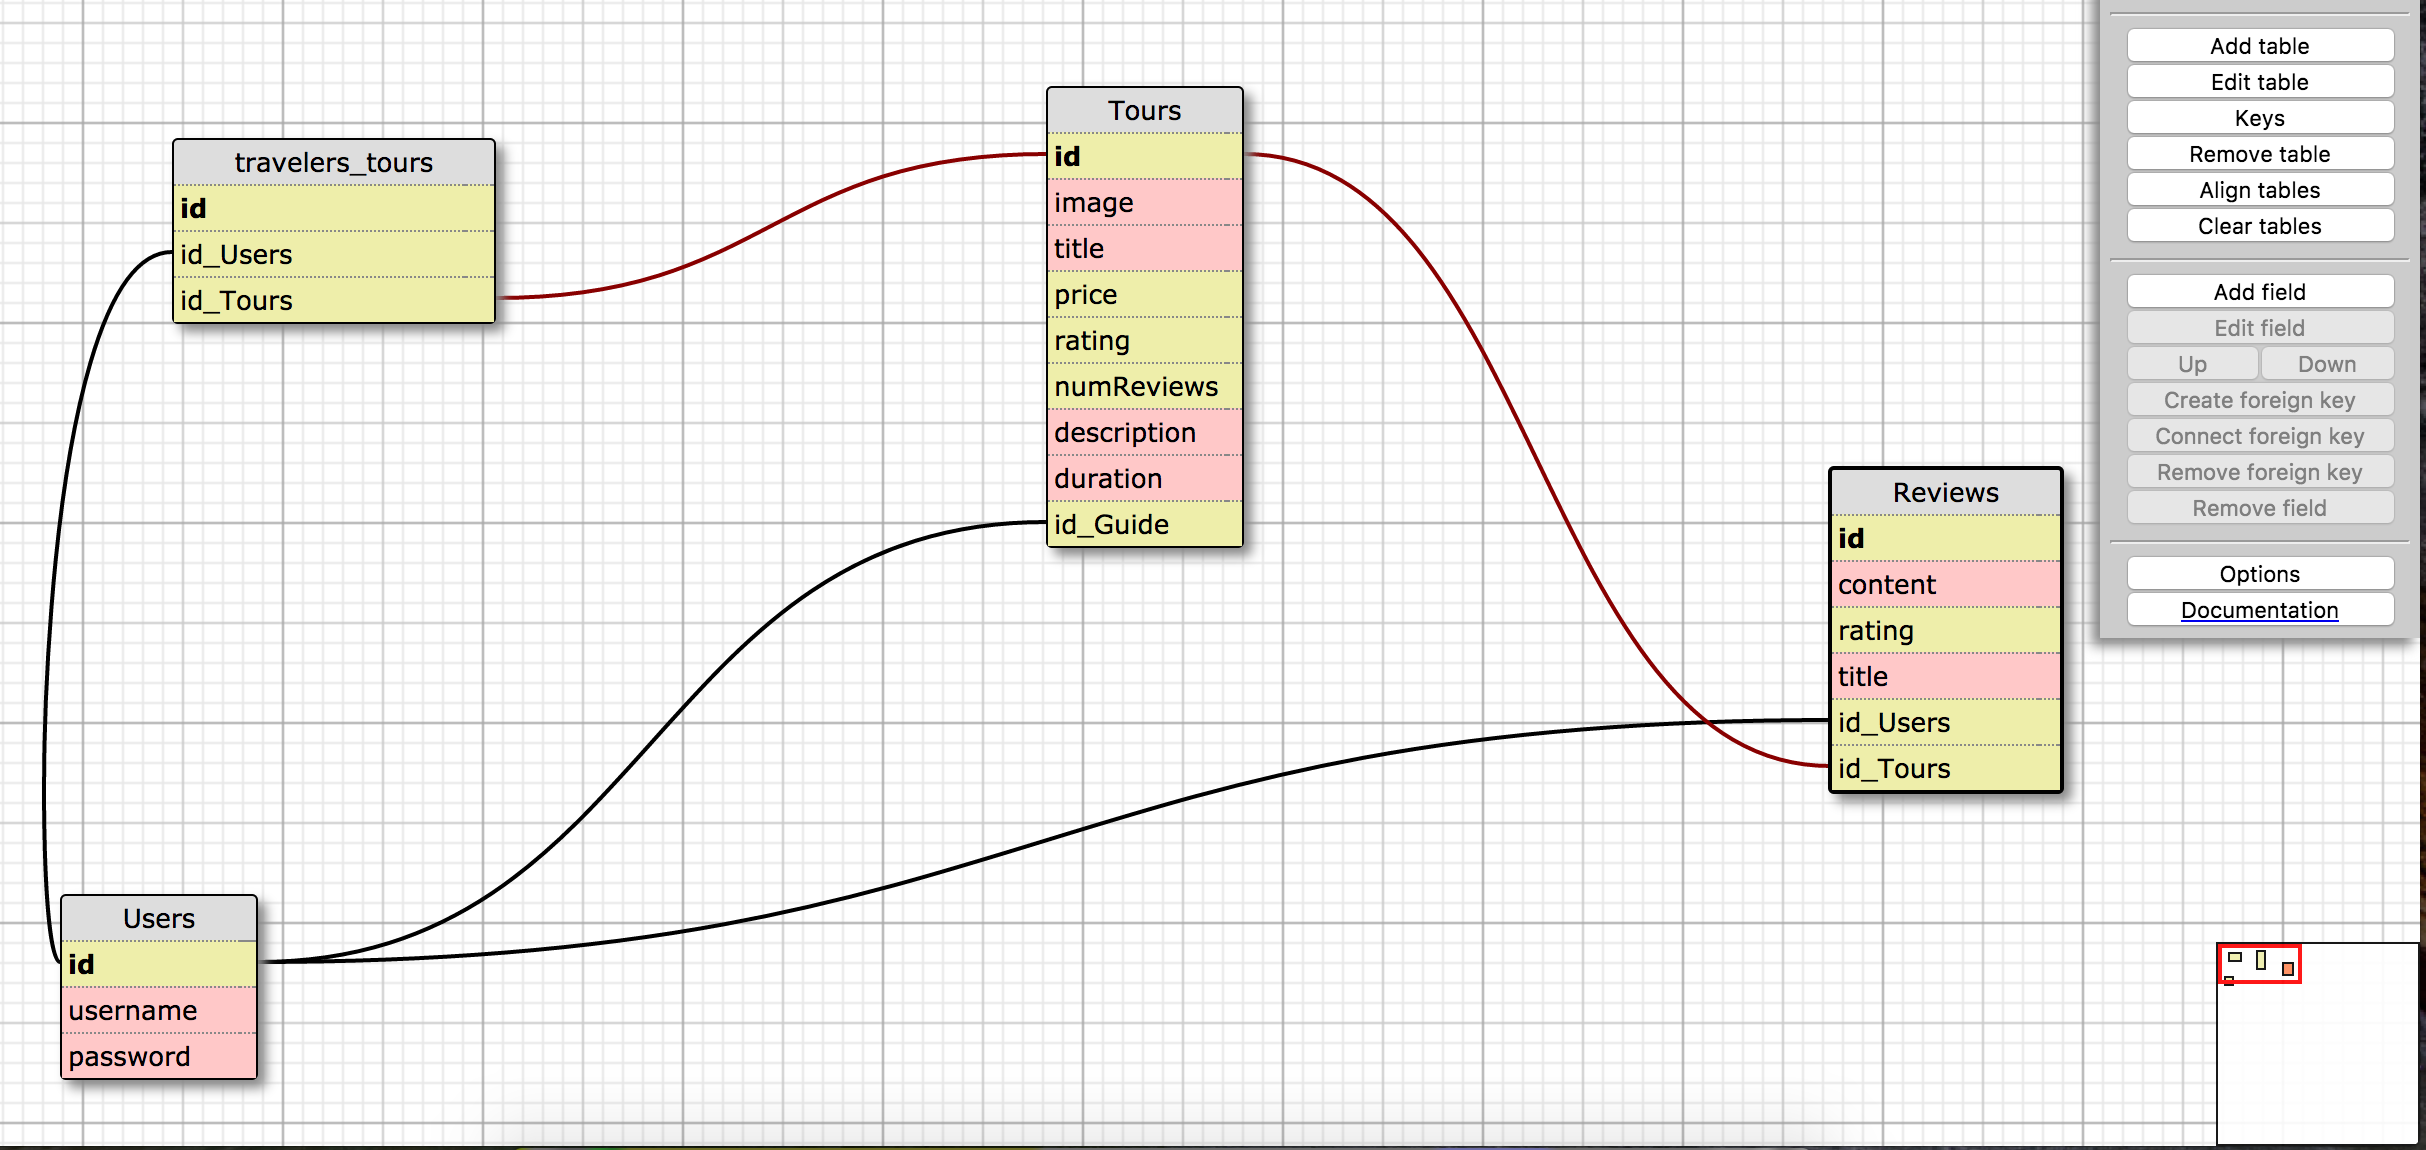 travelers_tours
id
id_Users
id_Tours
Tours
id
image
title
price
rating
numReviews
description
duration
id_Guide
Reviews
id
content
rating
title
id_Users
id_Tours
Users
id
username
password
Add table
Edit table
Keys
Remove table
Align tables
Clear tables
Add field
Edit field
Up Down
Create foreign key
Connect foreign key
Remove foreign key
Remove field
Options
Documentation